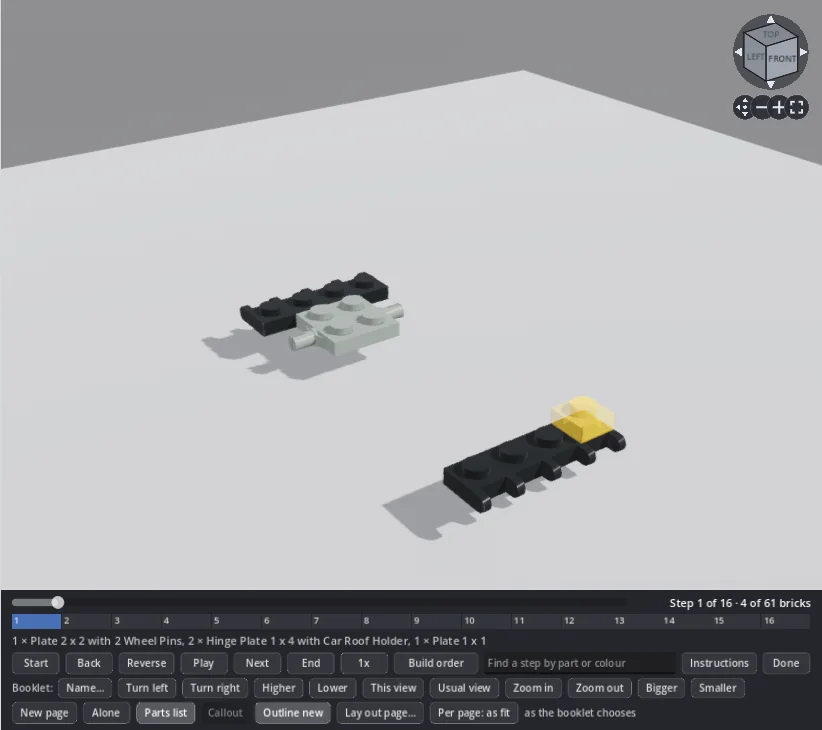 TOP
LEFT FRONT
Step 1 of 16 · 4 of 61 bricks
1 2 3 4 5 6 7 8 9 10 11 12 13 14 15 16
1 × Plate 2 x 2 with 2 Wheel Pins, 2 × Hinge Plate 1 x 4 with Car Roof Holder, 1 × Plate 1 x 1
Start Back Reverse Play Next End 1x Build order Find a step by part or colour Instructions Done
Booklet: Name... Turn left Turn right Higher Lower This view Usual view Zoom in Zoom out Bigger Smaller
New page Alone Parts list Callout Outline new Lay out page... Per page: as fit as the booklet chooses